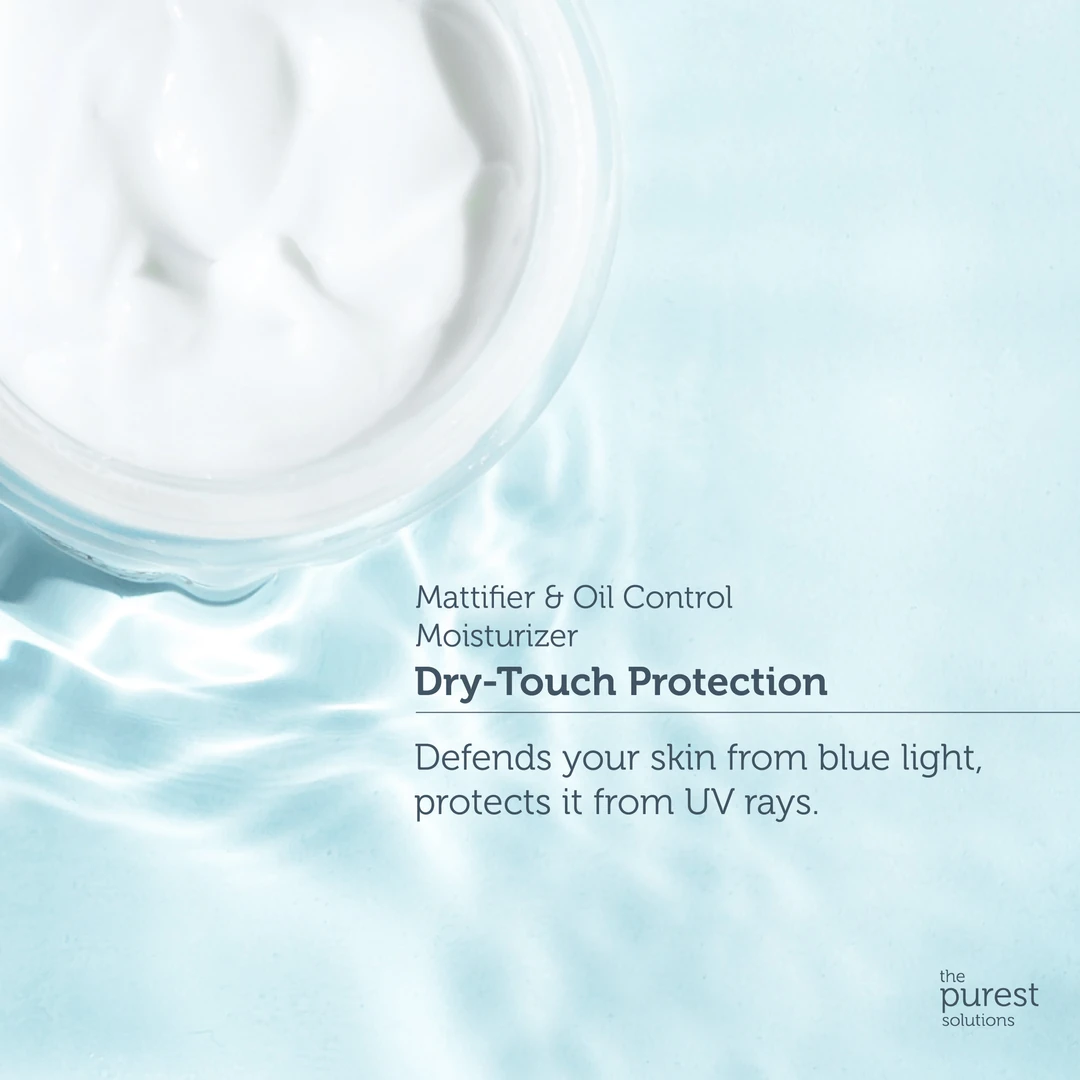 Mattifier & Oil Control
Moisturizer
Dry-Touch Protection
Defends your skin from blue light,
protects it from UV rays.
the
purest
solutions